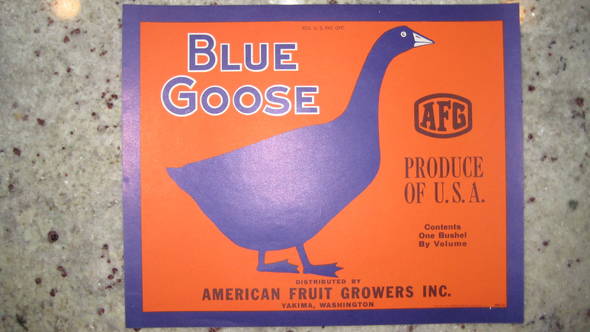 REG. U. S. PAT. OFF.
BLUE
GOOSE
AFG
PRODUCE
OF U.S.A.
Contents
One Bushel
By Volume
DISTRIBUTED BY
AMERICAN FRUIT GROWERS INC.
YAKIMA, WASHINGTON